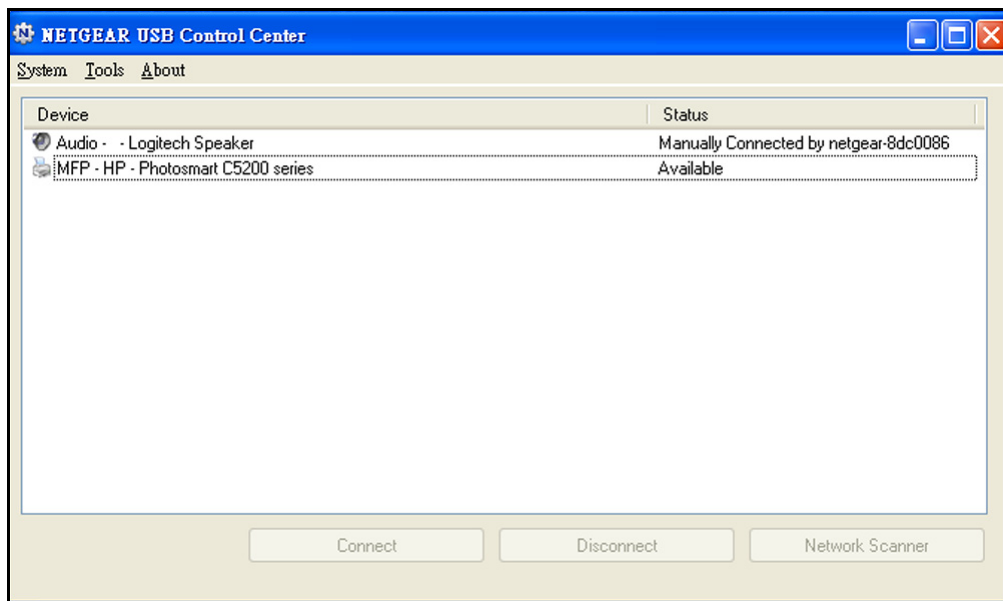 NETGEAR USB Control Center
System Tools About
Device Status
Audio - - Logitech Speaker Manually Connected by netgear-8dc0086
MFP - HP - Photosmart C5200 series Available
Connect Disconnect Network Scanner